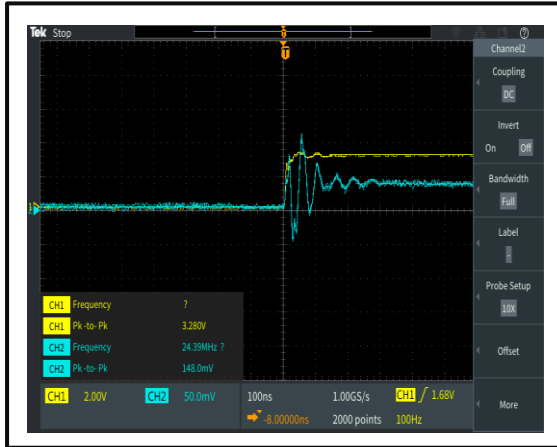 Tek Stop
T
T
Channel2
Coupling
DC
Invert
On Off
Bandwidth
Full
Label
-
Probe Setup
10X
Offset
More
1
2
CH1 Frequency ?
CH1 Pk -to- Pk 3.280V
CH2 Frequency 24.39MHz ?
CH2 Pk -to- Pk 148.0mV
CH1 2.00V CH2 50.0mV 100ns 1.00GS/s CH1 / 1.68V
-8.00000ns 2000 points 100Hz